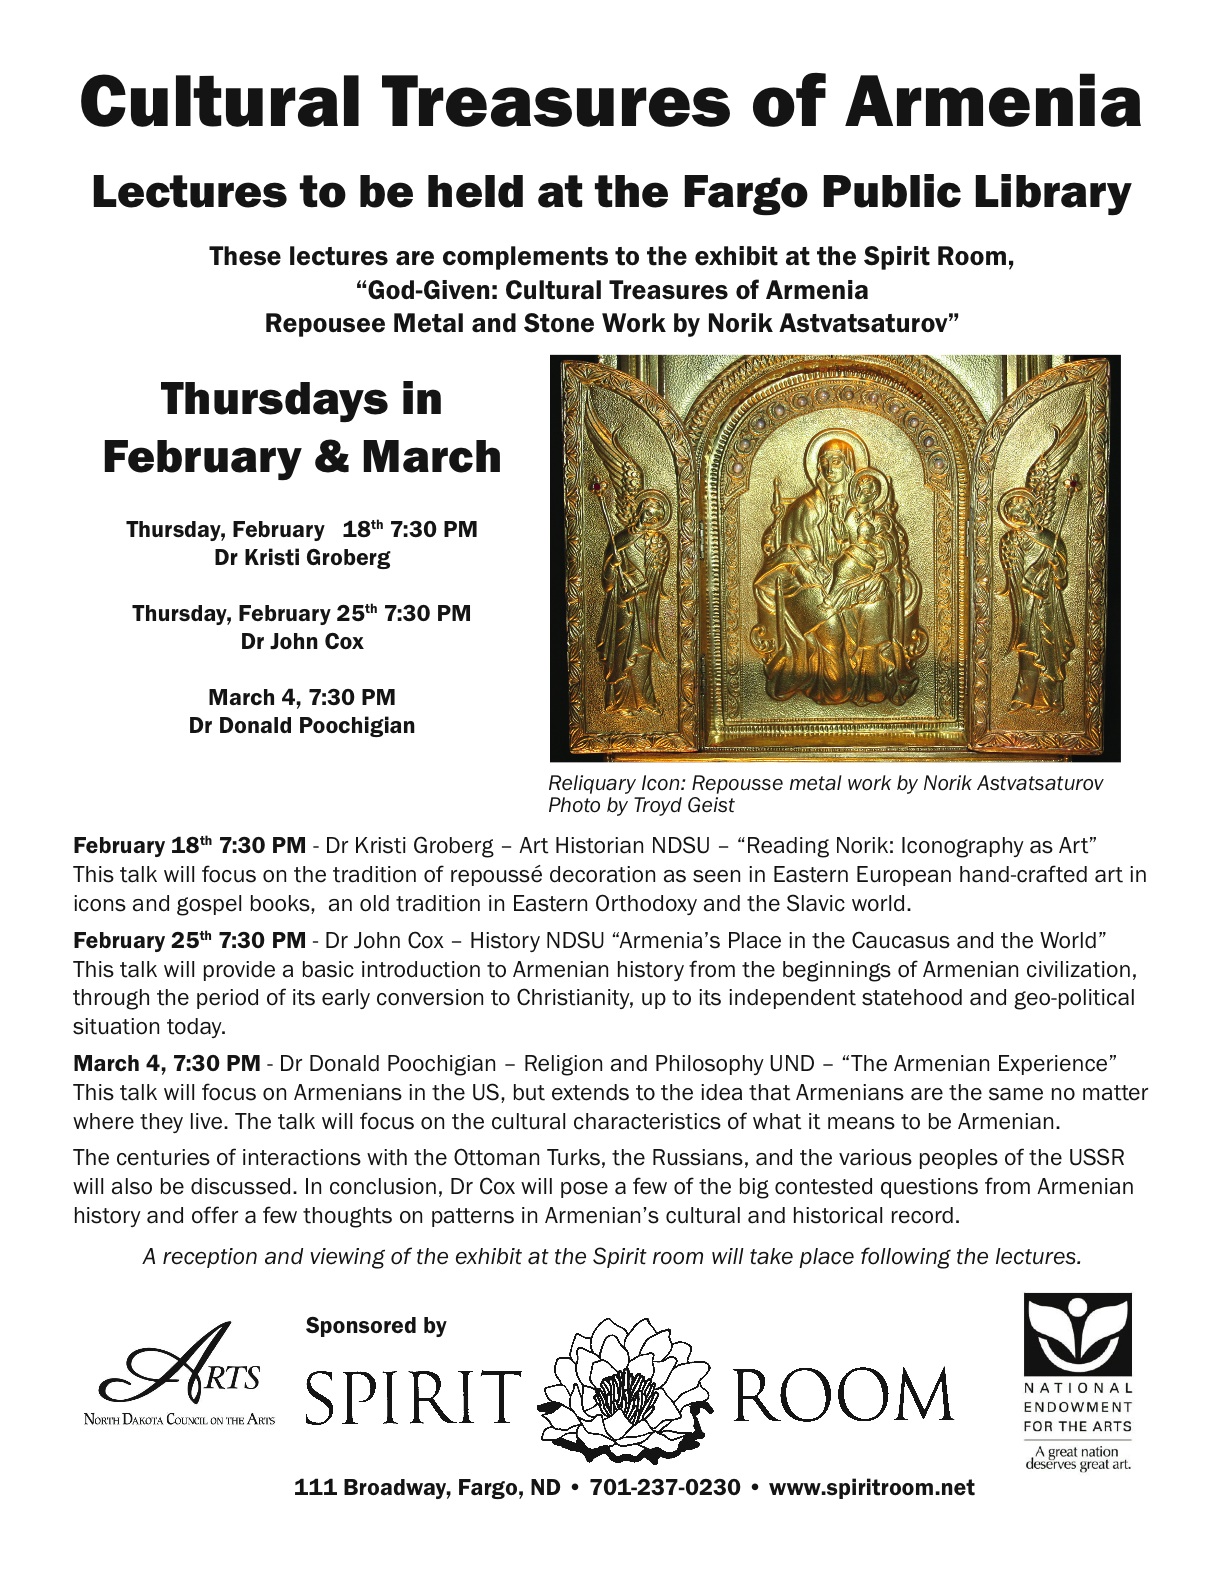 Cultural Treasures of Armenia
Lectures to be held at the Fargo Public Library
These lectures are complements to the exhibit at the Spirit Room,
“God-Given: Cultural Treasures of Armenia
Repousee Metal and Stone Work by Norik Astvatsaturov”
Thursdays in
February & March
Thursday, February 18th 7:30 PM
Dr Kristi Groberg
Thursday, February 25th 7:30 PM
Dr John Cox
March 4, 7:30 PM
Dr Donald Poochigian
Reliquary Icon: Repousse metal work by Norik Astvatsaturov
Photo by Troyd Geist
February 18th 7:30 PM - Dr Kristi Groberg – Art Historian NDSU – “Reading Norik: Iconography as Art”
This talk will focus on the tradition of repoussé decoration as seen in Eastern European hand-crafted art in
icons and gospel books, an old tradition in Eastern Orthodoxy and the Slavic world.
February 25th 7:30 PM - Dr John Cox – History NDSU “Armenia’s Place in the Caucasus and the World”
This talk will provide a basic introduction to Armenian history from the beginnings of Armenian civilization,
through the period of its early conversion to Christianity, up to its independent statehood and geo-political
situation today.
March 4, 7:30 PM - Dr Donald Poochigian – Religion and Philosophy UND – “The Armenian Experience”
This talk will focus on Armenians in the US, but extends to the idea that Armenians are the same no matter
where they live. The talk will focus on the cultural characteristics of what it means to be Armenian.
The centuries of interactions with the Ottoman Turks, the Russians, and the various peoples of the USSR
will also be discussed. In conclusion, Dr Cox will pose a few of the big contested questions from Armenian
history and offer a few thoughts on patterns in Armenian’s cultural and historical record.
A reception and viewing of the exhibit at the Spirit room will take place following the lectures.
ARTS
NORTH DAKOTA COUNCIL ON THE ARTS
Sponsored by
SPIRIT ROOM
NATIONAL
ENDOWMENT
FOR THE ARTS
A great nation
deserves great art.
111 Broadway, Fargo, ND • 701-237-0230 • www.spiritroom.net